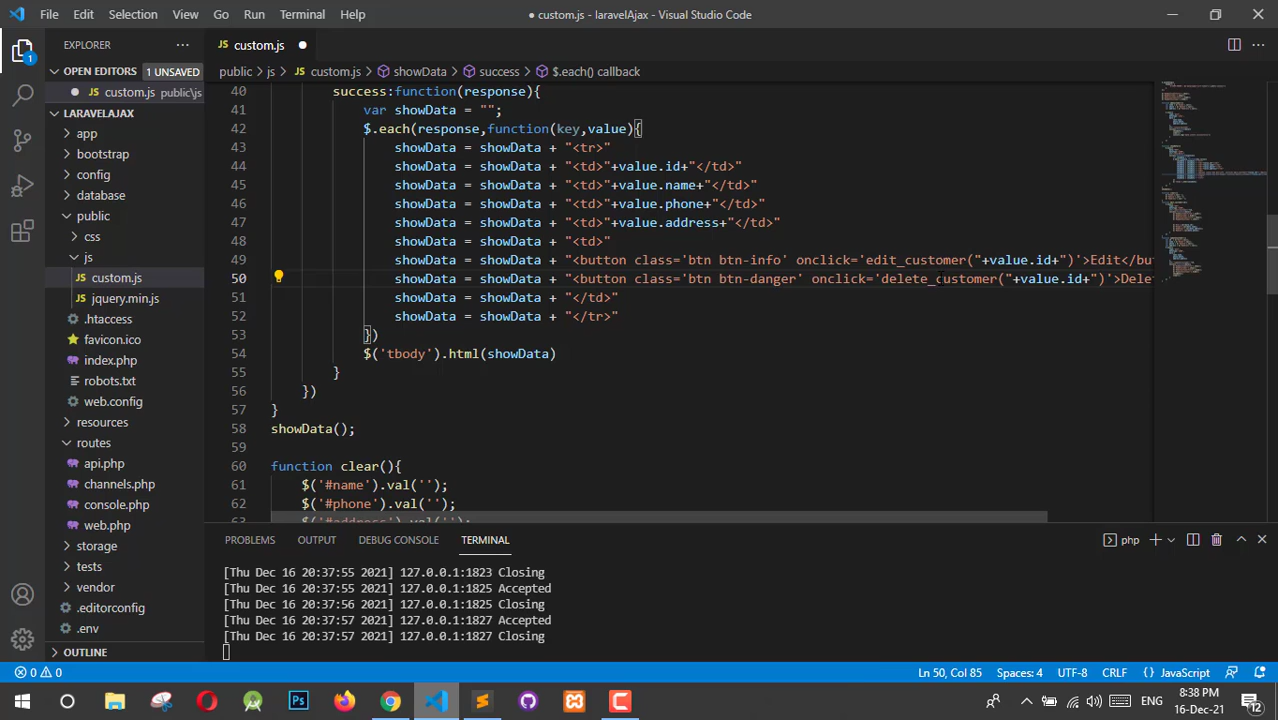 File Edit Selection View Go Run Terminal Help
● custom.js - laravelAjax - Visual Studio Code
EXPLORER
OPEN EDITORS 1 UNSAVED
custom.js public\js
LARAVELAJAX
app
bootstrap
config
database
public
css
js
custom.js
jquery.min.js
.htaccess
favicon.ico
index.php
robots.txt
web.config
resources
routes
api.php
channels.php
console.php
web.php
storage
tests
vendor
.editorconfig
.env
OUTLINE
custom.js
public > js > custom.js > showData > success > $.each() callback
40 success:function(response){
41 var showData = "";
42 $.each(response,function(key,value){
43 showData = showData + "<tr>"
44 showData = showData + "<td>"+value.id+"</td>"
45 showData = showData + "<td>"+value.name+"</td>"
46 showData = showData + "<td>"+value.phone+"</td>"
47 showData = showData + "<td>"+value.address+"</td>"
48 showData = showData + "<td>"
49 showData = showData + "<button class='btn btn-info' onclick='edit_customer("+value.id+")'>Edit</but
50 showData = showData + "<button class='btn btn-danger' onclick='delete_customer("+value.id+")'>Dele
51 showData = showData + "</td>"
52 showData = showData + "</tr>"
53 })
54 $('tbody').html(showData)
55 }
56 })
57 }
58 showData();
59
60 function clear(){
61 $('#name').val('');
62 $('#phone').val('');
63 $('#address').val('');
PROBLEMS OUTPUT DEBUG CONSOLE TERMINAL
php
[Thu Dec 16 20:37:55 2021] 127.0.0.1:1823 Closing
[Thu Dec 16 20:37:55 2021] 127.0.0.1:1825 Accepted
[Thu Dec 16 20:37:56 2021] 127.0.0.1:1825 Closing
[Thu Dec 16 20:37:57 2021] 127.0.0.1:1827 Accepted
[Thu Dec 16 20:37:57 2021] 127.0.0.1:1827 Closing
0 0 Ln 50, Col 85 Spaces: 4 UTF-8 CRLF JavaScript
Ps
ENG
8:38 PM
16-Dec-21
12